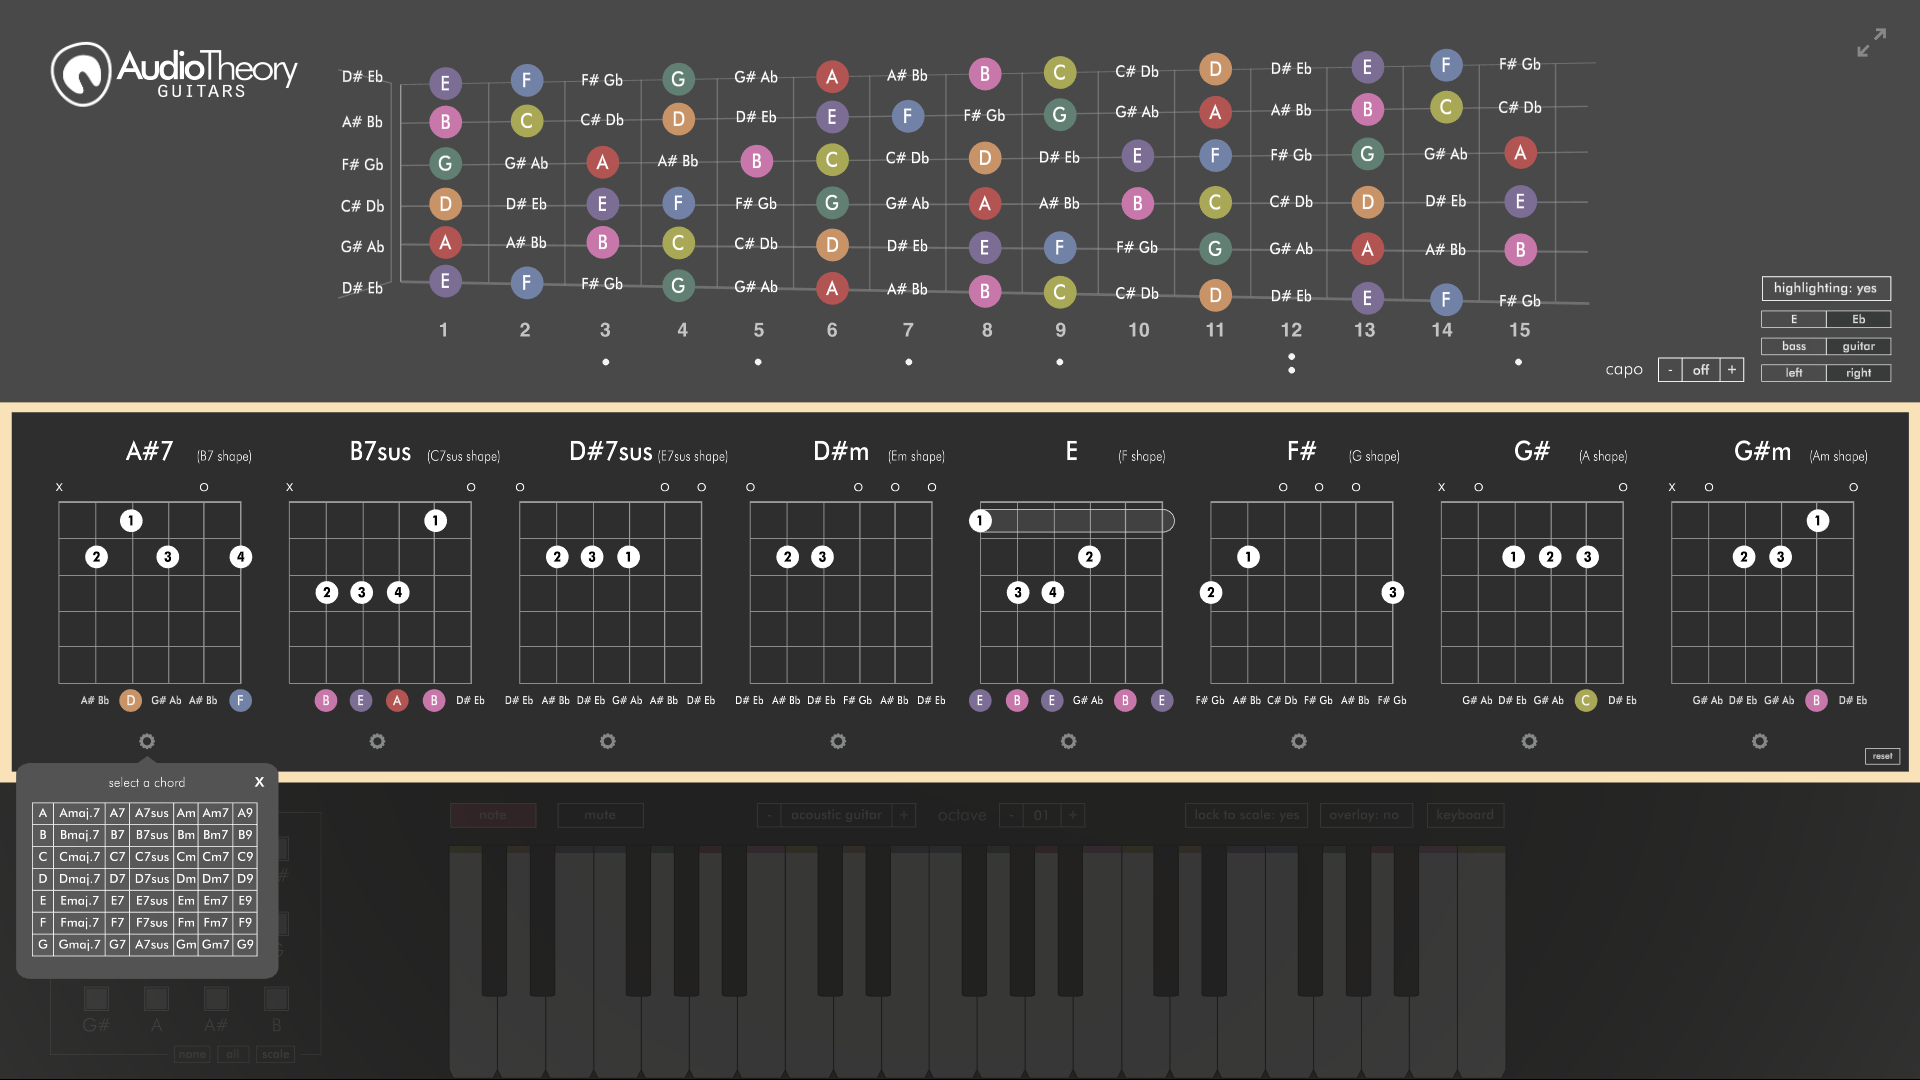 AudioTheory
GUITARS
D# Eb E F F# Gb G G# Ab A A# Bb B C C# Db D D# Eb E F F# Gb
A# Bb B C C# Db D D# Eb E F F# Gb G G# Ab A A# Bb B C C# Db
F# Gb G G# Ab A A# Bb B C C# Db D D# Eb E F F# Gb G G# Ab A
C# Db D D# Eb E F F# Gb G G# Ab A A# Bb B C C# Db D D# Eb E
G# Ab A A# Bb B C C# Db D D# Eb E F F# Gb G G# Ab A A# Bb B
D# Eb E F F# Gb G G# Ab A A# Bb B C C# Db D D# Eb E F F# Gb
1 2 3 4 5 6 7 8 9 10 11 12 13 14 15
highlighting: yes
E Eb
bass guitar
capo - off + left right
A#7 (B7 shape) B7sus (C7sus shape) D#7sus (E7sus shape) D#m (Em shape) E (F shape) F# (G shape) G# (A shape) G#m (Am shape)
X O X O O O O O O O O O O O X O O X O O
1 1 1 1
2 3 4 2 3 1 2 3 2 1 1 2 3 2 3
2 3 4 3 4 2 3
A# Bb D G# Ab A# Bb F B E A B D# Eb D# Eb A# Bb D# Eb G# Ab A# Bb D# Eb D# Eb A# Bb D# Eb F# Gb A# Bb D# Eb E B E G# Ab B E F# Gb A# Bb C# Db F# Gb A# Bb F# Gb G# Ab D# Eb G# Ab C D# Eb G# Ab D# Eb G# Ab B D# Eb
reset
select a chord X
A Amaj.7 A7 A7sus Am Am7 A9
B Bmaj.7 B7 B7sus Bm Bm7 B9
C Cmaj.7 C7 C7sus Cm Cm7 C9
D Dmaj.7 D7 D7sus Dm Dm7 D9
E Emaj.7 E7 E7sus Em Em7 E9
F Fmaj.7 F7 F7sus Fm Fm7 F9
G Gmaj.7 G7 A7sus Gm Gm7 G9
note mute - acoustic guitar + octave - 01 + lock to scale: yes overlay: no keyboard
G# A A# B
none all scale